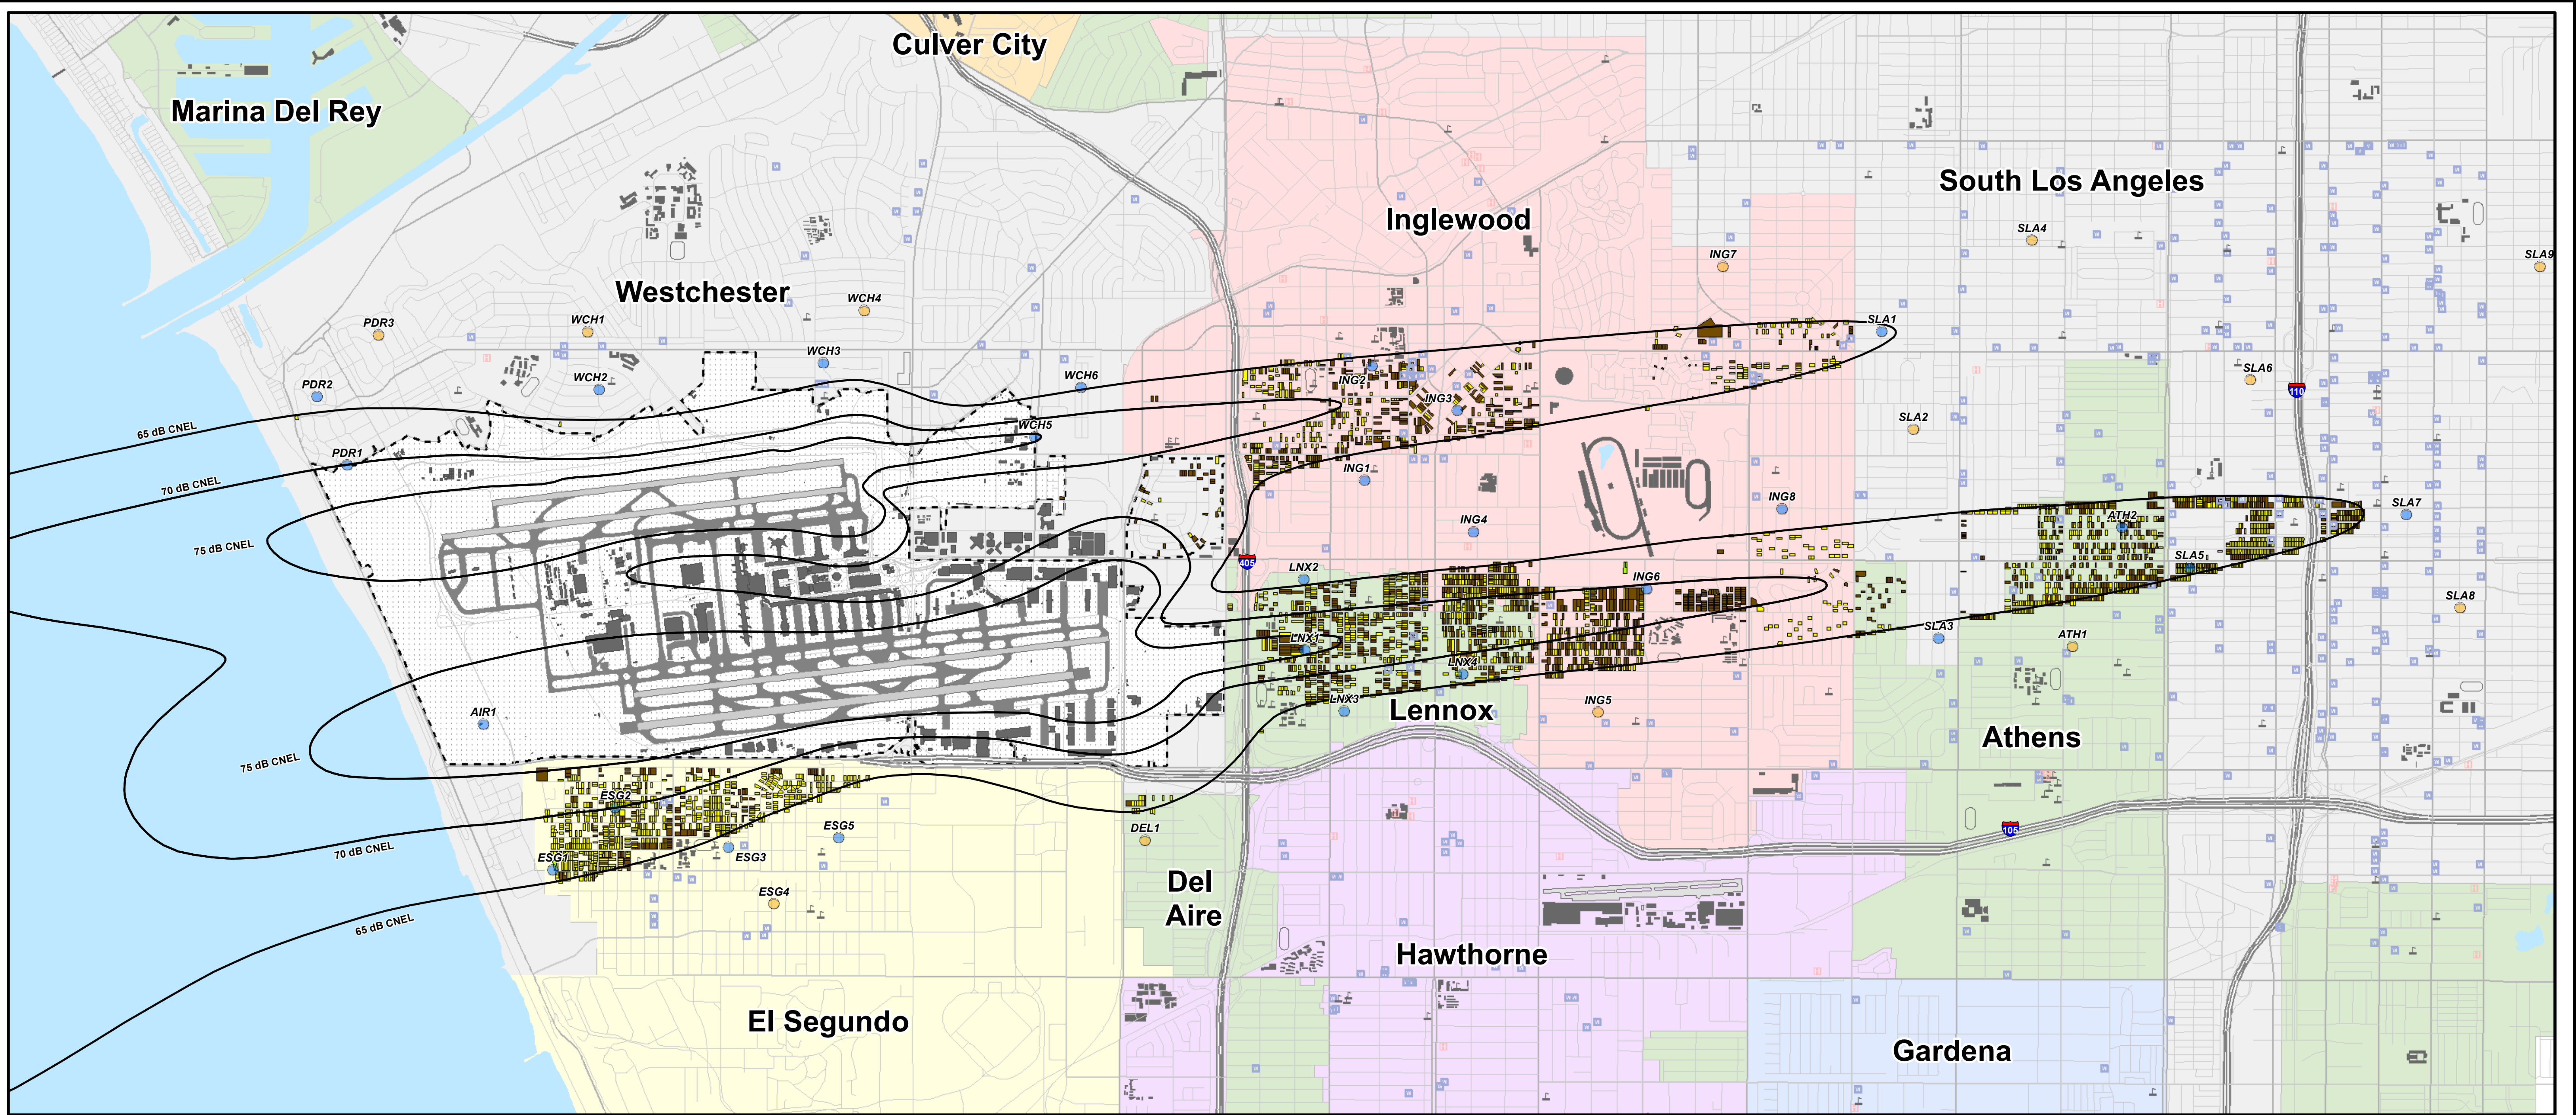 Culver City
Marina Del Rey
South Los Angeles
Inglewood
SLA4
ING7
SLA9
Westchester
WCH4
WCH1
PDR3
SLA1
WCH3
SLA6
WCH2
WCH6
ING2
PDR2
110
ING3
SLA2
65 dB CNEL
WCH5
PDR1
ING1
70 dB CNEL
ING8
SLA7
ATH2
ING4
75 dB CNEL
SLA5
405
LNX2
ING6
SLA8
SLA3
LNX1
ATH1
LNX4
LNX3
ING5
AIR1
Lennox
Athens
75 dB CNEL
ESG2
ESG5
DEL1
105
70 dB CNEL
ESG1
ESG3
Del
Aire
ESG4
65 dB CNEL
Hawthorne
El Segundo
Gardena